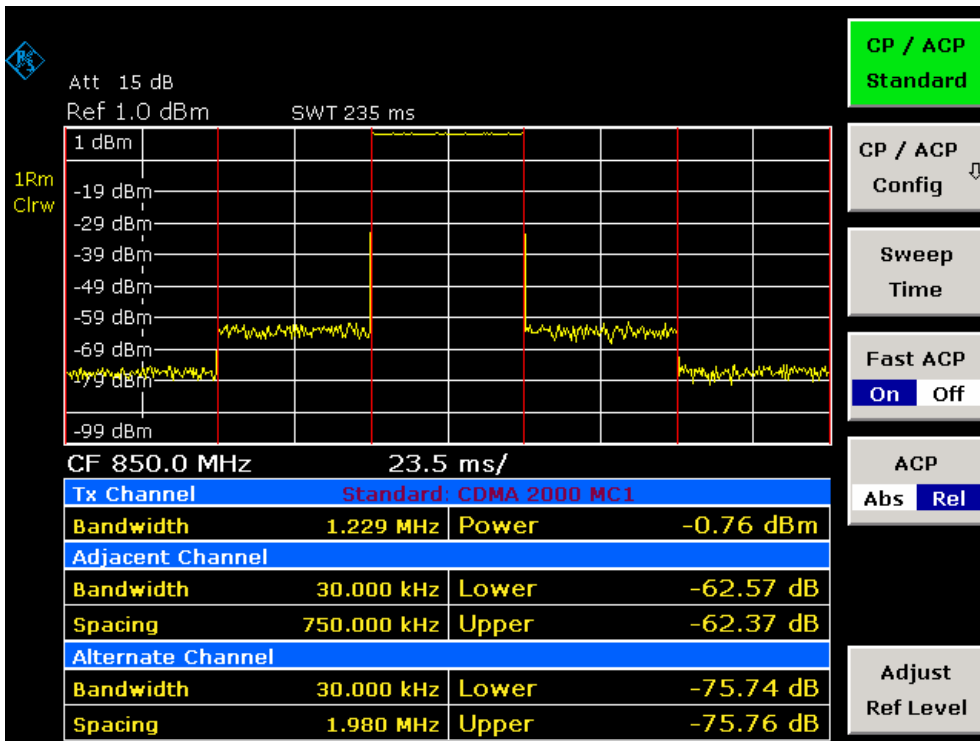 R S
Att 15 dB
Ref 1.0 dBm SWT 235 ms
1Rm
Clrw
1 dBm
-19 dBm
-29 dBm
-39 dBm
-49 dBm
-59 dBm
-69 dBm
-79 dBm
-99 dBm
CF 850.0 MHz 23.5 ms/
Tx Channel Standard: CDMA 2000 MC1
Bandwidth 1.229 MHz Power -0.76 dBm
Adjacent Channel
Bandwidth 30.000 kHz Lower -62.57 dB
Spacing 750.000 kHz Upper -62.37 dB
Alternate Channel
Bandwidth 30.000 kHz Lower -75.74 dB
Spacing 1.980 MHz Upper -75.76 dB
CP / ACP
Standard
CP / ACP
Config
Sweep
Time
Fast ACP
On Off
ACP
Abs Rel
Adjust
Ref Level